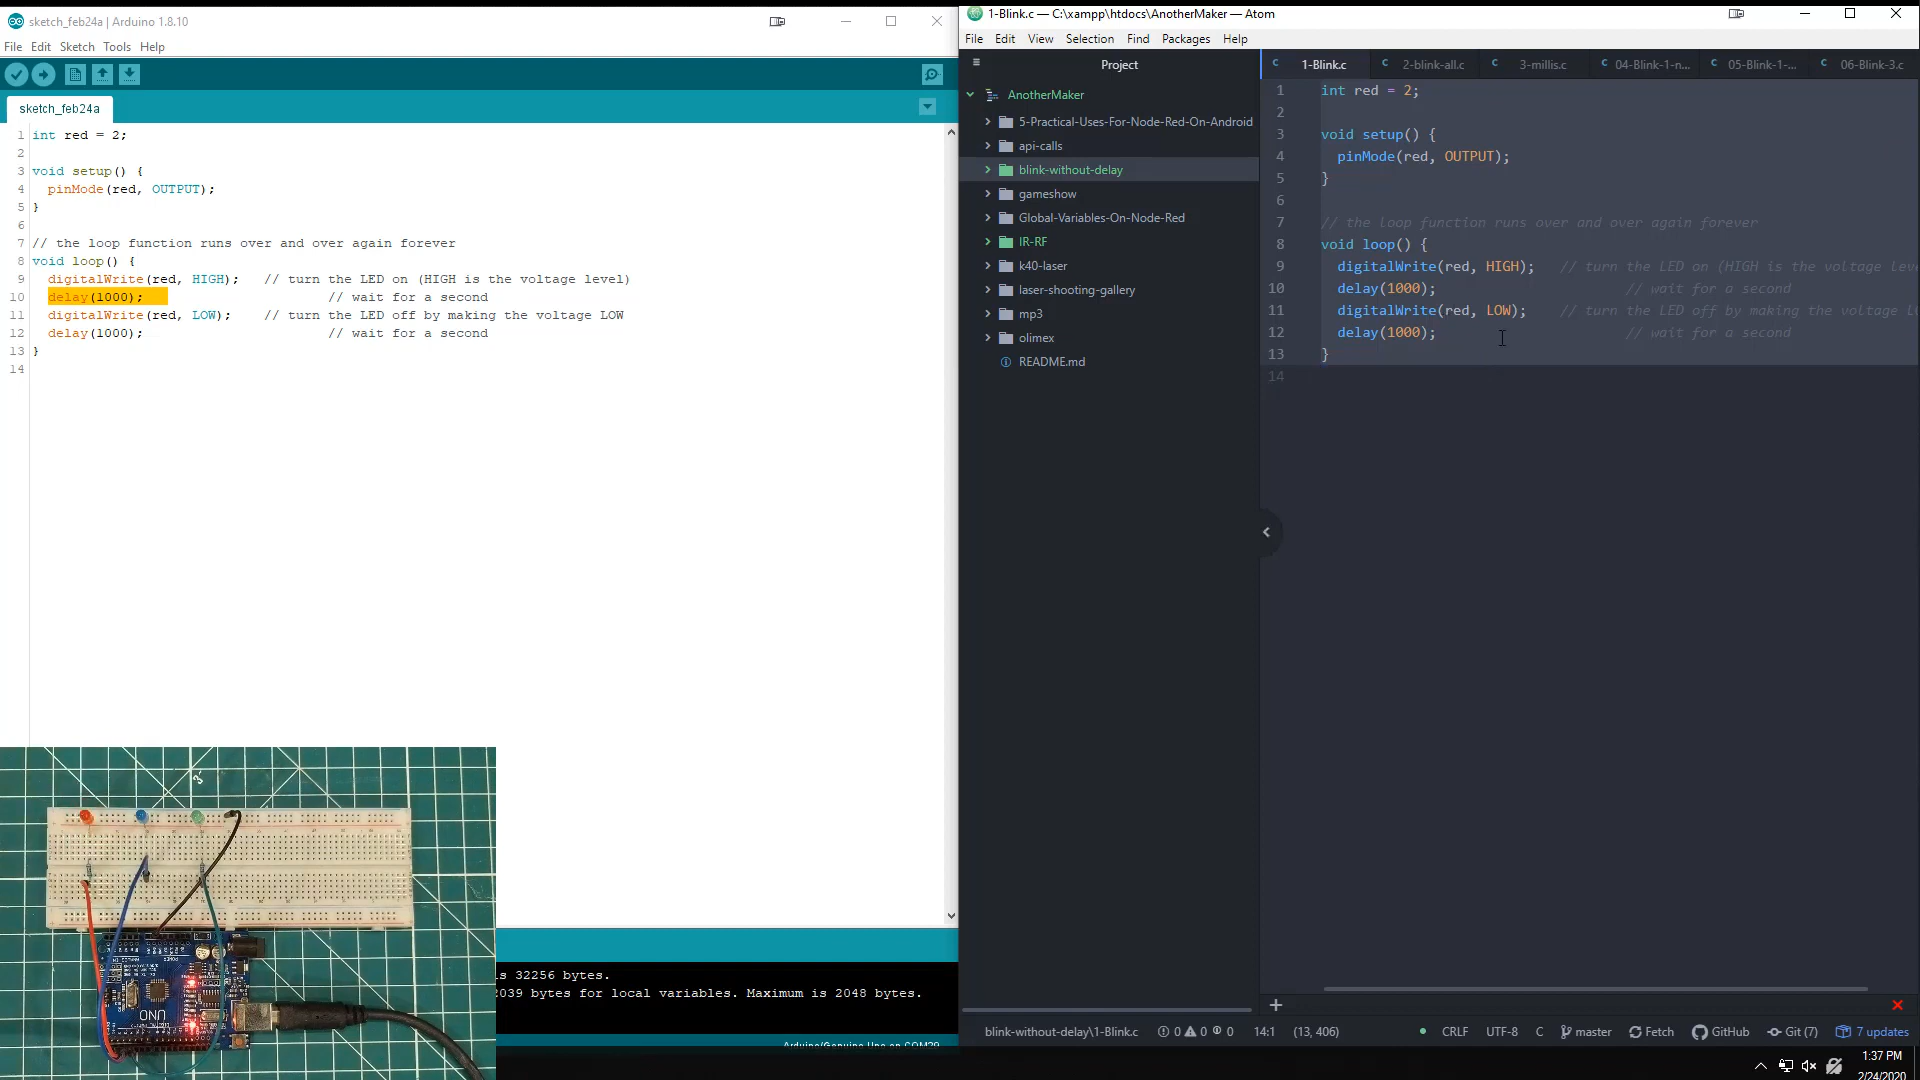 sketch_feb24a | Arduino 1.8.10
File Edit Sketch Tools Help
sketch_feb24a
1 int red = 2;
2
3 void setup() {
4 pinMode(red, OUTPUT);
5 }
6
7 // the loop function runs over and over again forever
8 void loop() {
9 digitalWrite(red, HIGH); // turn the LED on (HIGH is the voltage level)
10 delay(1000); // wait for a second
11 digitalWrite(red, LOW); // turn the LED off by making the voltage LOW
12 delay(1000); // wait for a second
13 }
14
UNO
s 32256 bytes.
2039 bytes for local variables. Maximum is 2048 bytes.
Arduino/Genuino Uno on COM29
1-Blink.c — C:\xampp\htdocs\AnotherMaker — Atom
File Edit View Selection Find Packages Help
Project
AnotherMaker
5-Practical-Uses-For-Node-Red-On-Android
api-calls
blink-without-delay
gameshow
Global-Variables-On-Node-Red
IR-RF
k40-laser
laser-shooting-gallery
mp3
olimex
README.md
1-Blink.c 2-blink-all.c 3-millis.c 04-Blink-1-n... 05-Blink-1-... 06-Blink-3.c
1 int red = 2;
2
3 void setup() {
4 pinMode(red, OUTPUT);
5 }
6
7 // the loop function runs over and over again forever
8 void loop() {
9 digitalWrite(red, HIGH); // turn the LED on (HIGH is the voltage leve
10 delay(1000); // wait for a second
11 digitalWrite(red, LOW); // turn the LED off by making the voltage LO
12 delay(1000); // wait for a second
13 }
14
blink-without-delay\1-Blink.c 0 0 0 14:1 (13, 406) CRLF UTF-8 C master Fetch GitHub Git (7) 7 updates
1:37 PM
2/24/2020